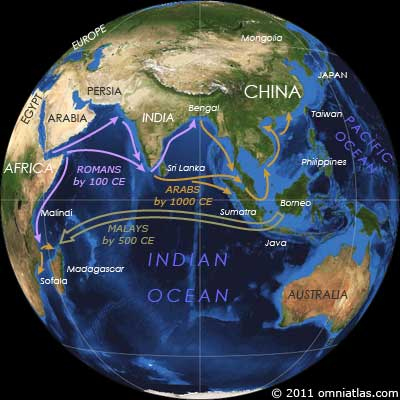 EUROPE
Mongolia
EGYPT
PERSIA
CHINA
JAPAN
ARABIA
INDIA
Bengal
Taiwan
PACIFIC
OCEAN
AFRICA
ROMANS
by 100 CE
Sri Lanka
Philippines
ARABS
by 1000 CE
Malindi
Sumatra
Borneo
MALAYS
by 500 CE
Java
INDIAN
Madagascar
Sofala
OCEAN
AUSTRALIA
© 2011 omniatlas.com